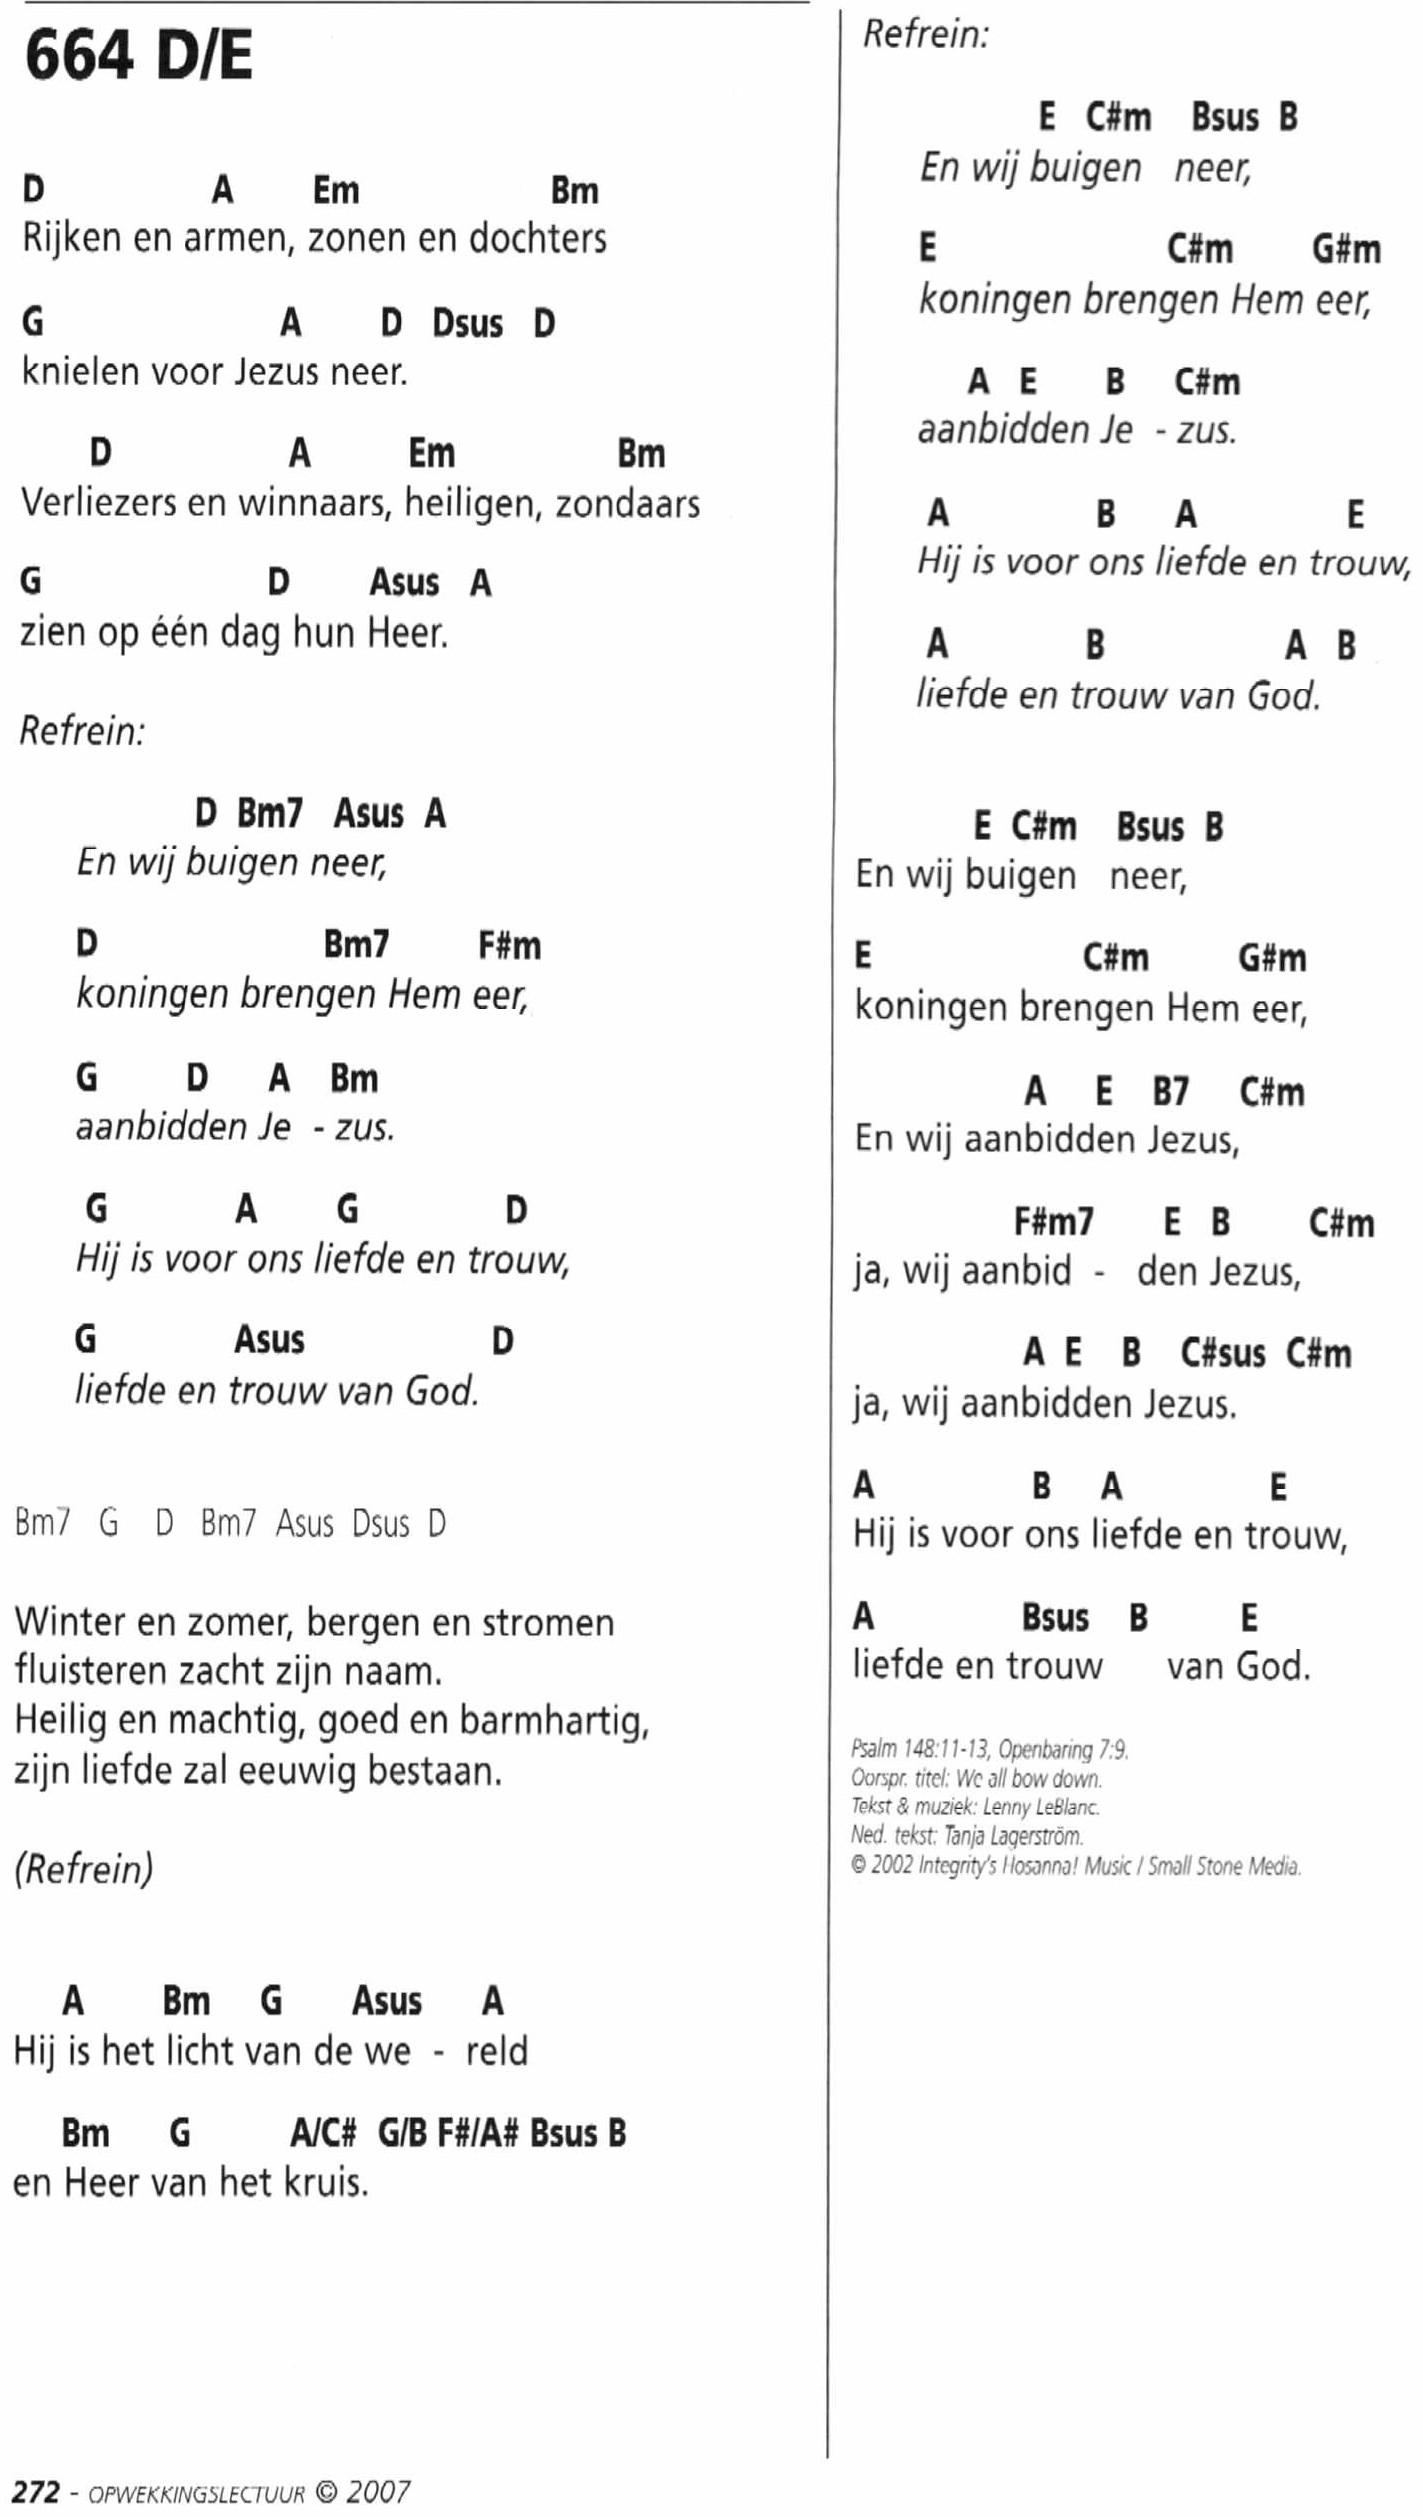 664 D/E
D A Em Bm
Rijken en armen, zonen en dochters
G A D Dsus D
knielen voor Jezus neer.
D A Em Bm
Verliezers en winnaars, heiligen, zondaars
G D Asus A
zien op één dag hun Heer.
Refrein:
D Bm7 Asus A
En wij buigen neer,
D Bm7 F#m
koningen brengen Hem eer,
G D A Bm
aanbidden Je - zus.
G A G D
Hij is voor ons liefde en trouw,
G Asus D
liefde en trouw van God.
Bm7 G D Bm7 Asus Dsus D
Winter en zomer, bergen en stromen
fluisteren zacht zijn naam.
Heilig en machtig, goed en barmhartig,
zijn liefde zal eeuwig bestaan.
(Refrein)
A Bm G Asus A
Hij is het licht van de we - reld
Bm G A/C# G/B F#/A# Bsus B
en Heer van het kruis.
Refrein:
E C#m Bsus B
En wij buigen neer,
E C#m G#m
koningen brengen Hem eer,
A E B C#m
aanbidden Je - zus.
A B A E
Hij is voor ons liefde en trouw,
A B A B
liefde en trouw van God.
E C#m Bsus B
En wij buigen neer,
E C#m G#m
koningen brengen Hem eer,
A E B7 C#m
En wij aanbidden Jezus,
F#m7 E B C#m
ja, wij aanbid - den Jezus,
A E B C#sus C#m
ja, wij aanbidden Jezus.
A B A E
Hij is voor ons liefde en trouw,
A Bsus B E
liefde en trouw van God.
Psalm 148:11-13, Openbaring 7:9.
Oorspr. titel: We all bow down.
Tekst & muziek: Lenny LeBlanc.
Ned. tekst: Tanja Lagerström.
© 2002 Integrity's Hosanna! Music / Small Stone Media.
272 - OPWEKKINGSLECTUUR © 2007